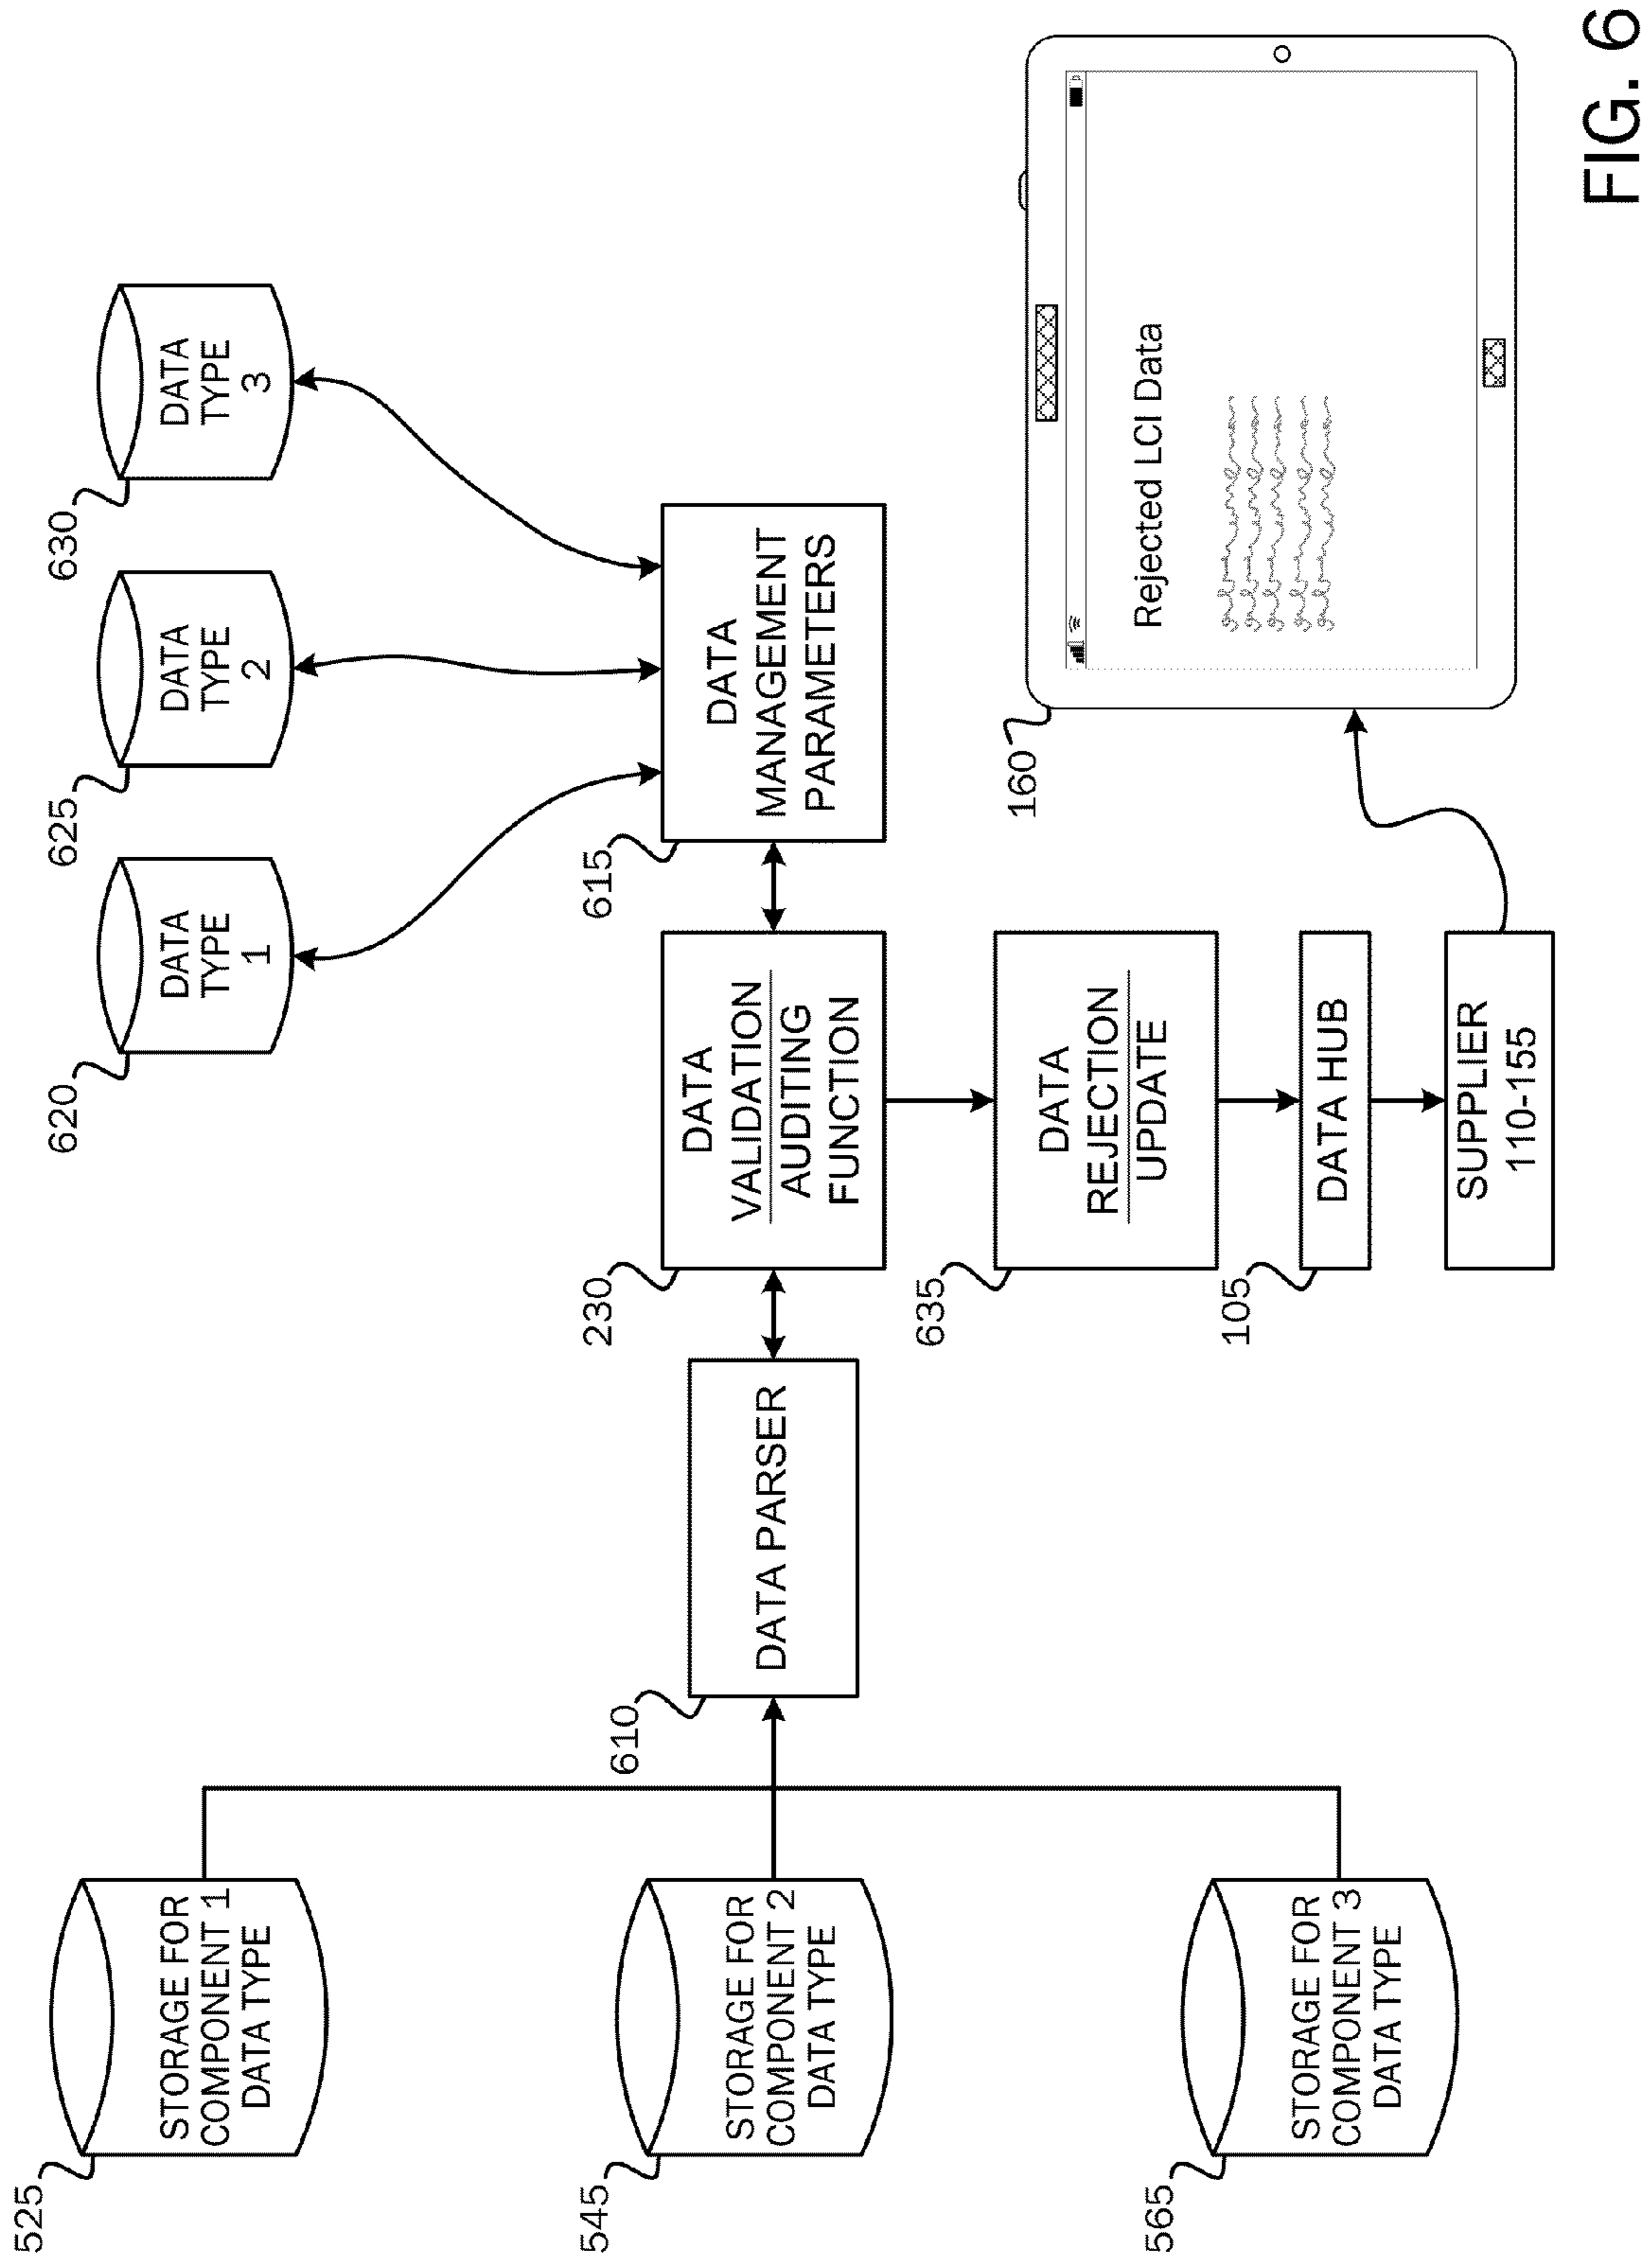 525
STORAGE FOR
COMPONENT 1
DATA TYPE
545
STORAGE FOR
COMPONENT 2
DATA TYPE
565
STORAGE FOR
COMPONENT 3
DATA TYPE
610
DATA PARSER
230
DATA
VALIDATION/
AUDITING
FUNCTION
615
DATA
MANAGEMENT
PARAMETERS
620
DATA
TYPE
1
625
DATA
TYPE
2
630
DATA
TYPE
3
635
DATA
REJECTION/
UPDATE
105
DATA HUB
SUPPLIER
110-155
160
Rejected LCI Data
FIG. 6